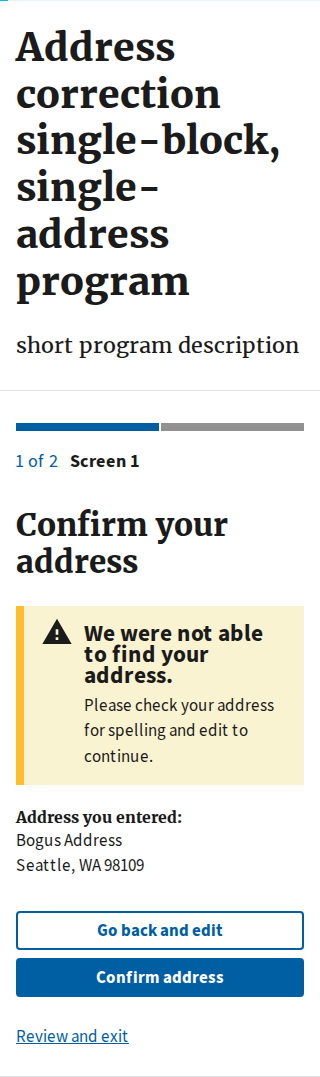 Address
correction
single-block,
single-
address
program
short program description
1 of 2 Screen 1
Confirm your
address
We were not able
to find your
address.
Please check your address
for spelling and edit to
continue.
Address you entered:
Bogus Address
Seattle, WA 98109
Go back and edit
Confirm address
Review and exit